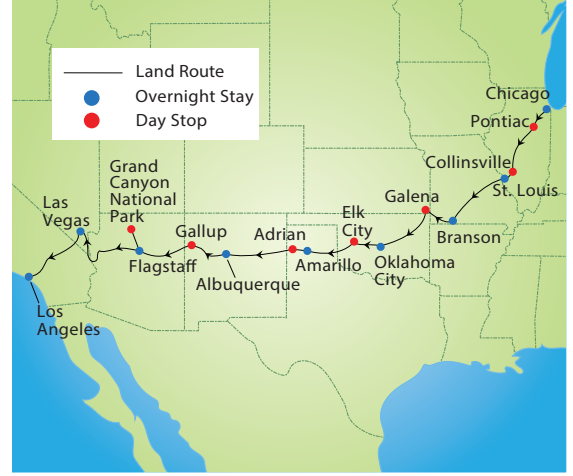 Land Route
Overnight Stay
Day Stop
Chicago
Pontiac
Collinsville
St. Louis
Galena
Branson
Elk
City
Oklahoma
City
Adrian
Amarillo
Gallup
Albuquerque
Grand
Canyon
National
Park
Flagstaff
Las
Vegas
Los
Angeles